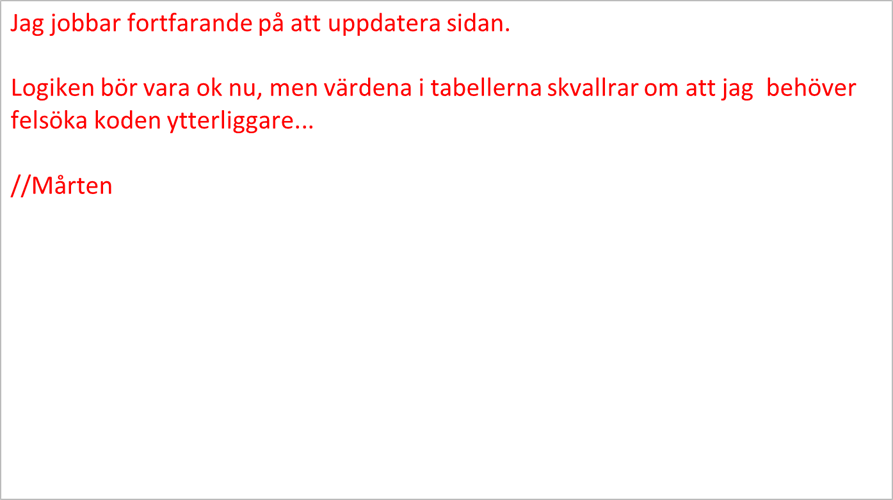 Jag jobbar fortfarande på att uppdatera sidan.
Logiken bör vara ok nu, men värdena i tabellerna skvallrar om att jag  behöver
felsöka koden ytterliggare...
//Mårten